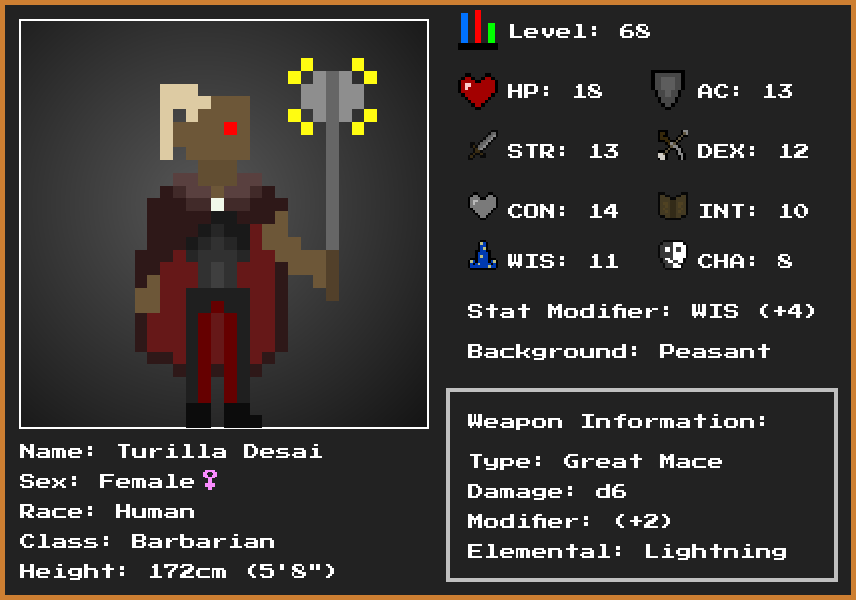 Level: 68
HP: 18 AC: 13
STR: 13 DEX: 12
CON: 14 INT: 10
WIS: 11 CHA: 8
Stat Modifier: WIS (+4)
Background: Peasant
Weapon Information:
Type: Great Mace
Damage: d6
Modifier: (+2)
Elemental: Lightning
Name: Turilla Desai
Sex: Female♀
Race: Human
Class: Barbarian
Height: 172cm (5'8")